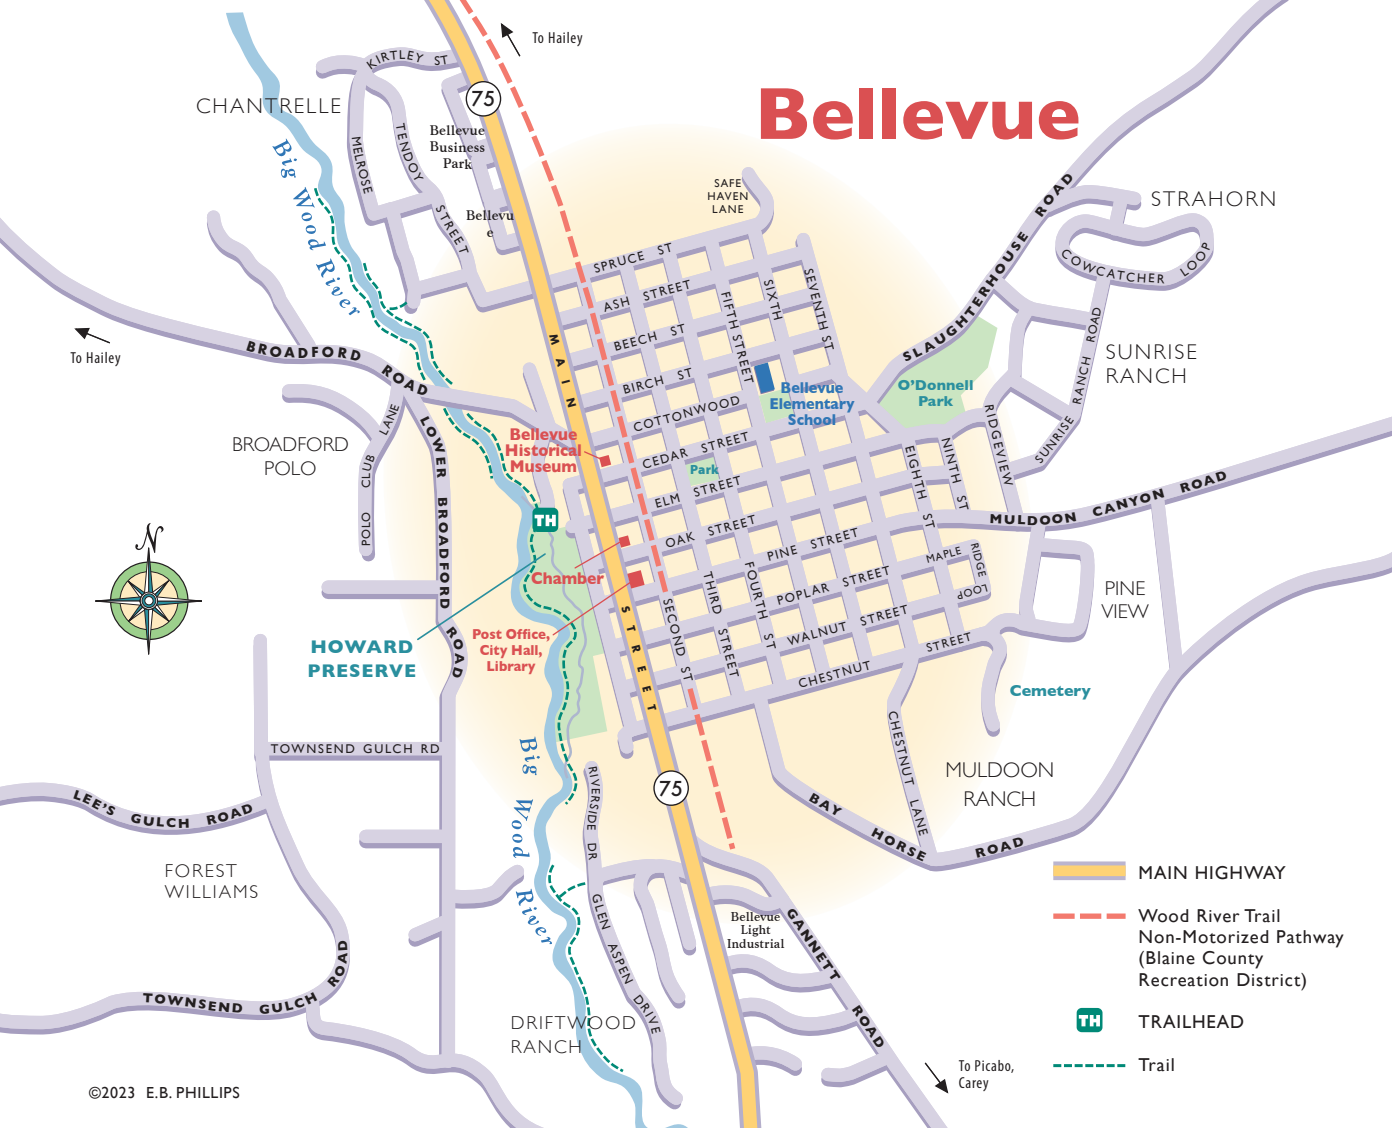 To Hailey
KIRTLEY ST
75
Bellevue
CHANTRELLE
Bellevue
Business
Park
MELROSE
TENDOY
STREET
Bellevu
e
Big Wood River
SAFE
HAVEN
LANE
SLAUGHTERHOUSE ROAD
STRAHORN
COWCATCHER LOOP
SPRUCE ST
ASH STREET
BEECH ST
BIRCH ST
COTTONWOOD
CEDAR STREET
ELM STREET
OAK STREET
PINE STREET
POPLAR STREET
WALNUT STREET
CHESTNUT STREET
FIFTH STREET
SIXTH
SEVENTH ST
To Hailey
BROADFORD ROAD
MAIN STREET
SUNRISE
RANCH
SUNRISE RANCH ROAD
RIDGEVIEW
O'Donnell
Park
Bellevue
Elementary
School
Bellevue
Historical
Museum
Park
BROADFORD
POLO
POLO CLUB LANE
LOWER BROADFORD ROAD
EIGHTH ST
NINTH ST
MULDOON CANYON ROAD
TH
Chamber
MAPLE
RIDGE
LOOP
SECOND ST
THIRD STREET
FOURTH ST
PINE
VIEW
N
HOWARD
PRESERVE
Post Office,
City Hall,
Library
Cemetery
TOWNSEND GULCH RD
Big Wood River
RIVERSIDE DR
75
CHESTNUT LANE
MULDOON
RANCH
BAY HORSE ROAD
LEE'S GULCH ROAD
FOREST
WILLIAMS
GLEN ASPEN DRIVE
Bellevue
Light
Industrial
GANNETT ROAD
TOWNSEND GULCH ROAD
DRIFTWOOD
RANCH
To Picabo,
Carey
MAIN HIGHWAY
Wood River Trail
Non-Motorized Pathway
(Blaine County
Recreation District)
TH
TRAILHEAD
Trail
©2023 E.B. PHILLIPS